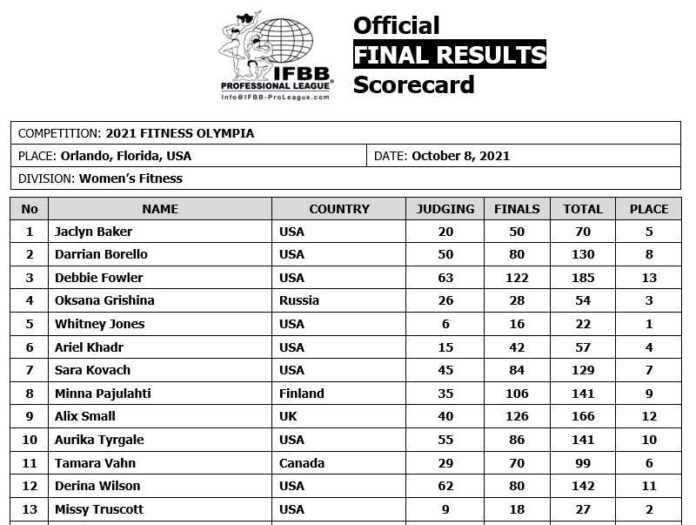 Official
FINAL RESULTS
Scorecard
IFBB
PROFESSIONAL LEAGUE®
Info@IFBB-ProLeague.com
COMPETITION: 2021 FITNESS OLYMPIA
PLACE: Orlando, Florida, USA DATE: October 8, 2021
DIVISION: Women's Fitness
No NAME COUNTRY JUDGING FINALS TOTAL PLACE
1 Jaclyn Baker USA 20 50 70 5
2 Darrian Borello USA 50 80 130 8
3 Debbie Fowler USA 63 122 185 13
4 Oksana Grishina Russia 26 28 54 3
5 Whitney Jones USA 6 16 22 1
6 Ariel Khadr USA 15 42 57 4
7 Sara Kovach USA 45 84 129 7
8 Minna Pajulahti Finland 35 106 141 9
9 Alix Small UK 40 126 166 12
10 Aurika Tyrgale USA 55 86 141 10
11 Tamara Vahn Canada 29 70 99 6
12 Derina Wilson USA 62 80 142 11
13 Missy Truscott USA 9 18 27 2